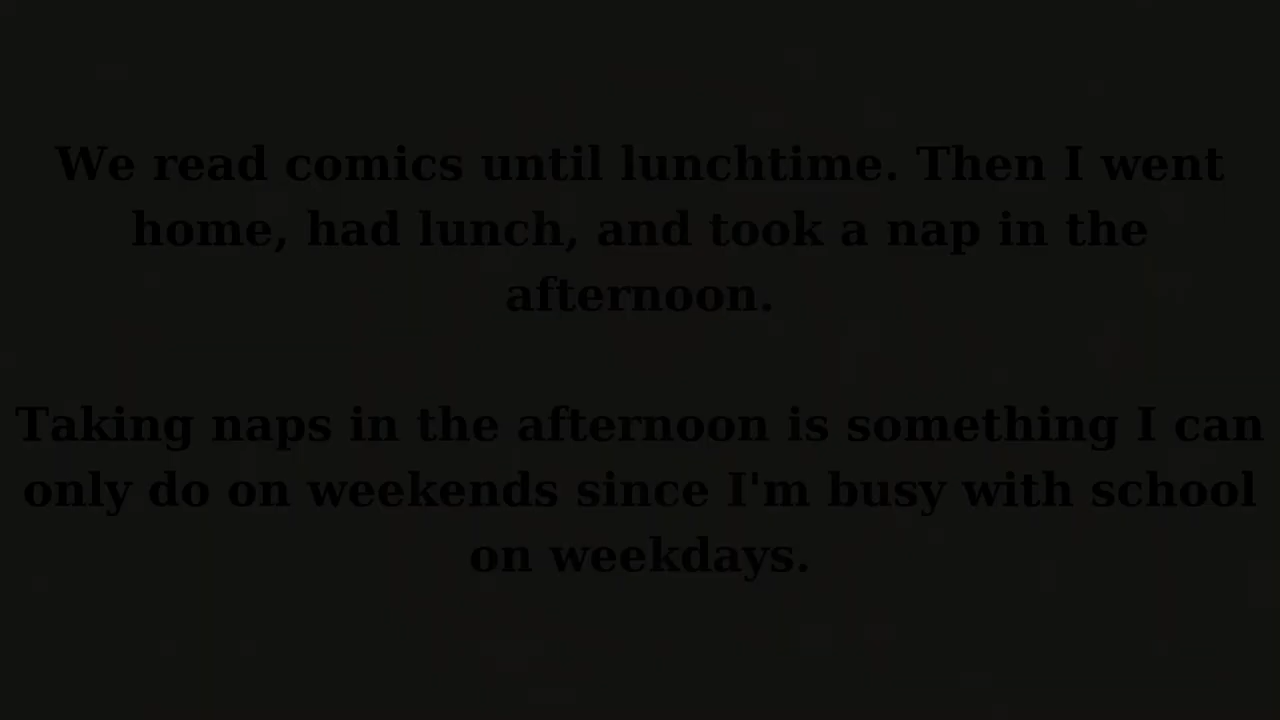 We read comics until lunchtime. Then I went
home, had lunch, and took a nap in the
afternoon.
Taking naps in the afternoon is something I can
only do on weekends since I'm busy with school
on weekdays.